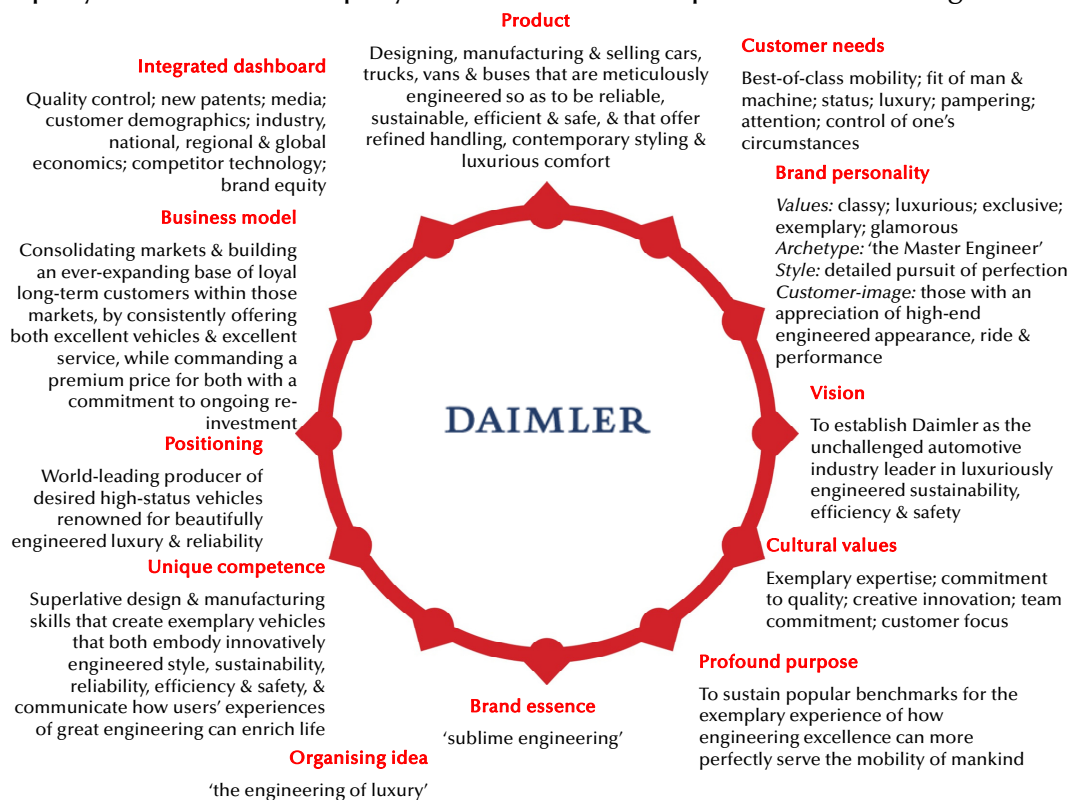 Product
Designing, manufacturing & selling cars,
trucks, vans & buses that are meticulously
engineered so as to be reliable,
sustainable, efficient & safe, & that offer
refined handling, contemporary styling &
luxurious comfort
Customer needs
Best-of-class mobility; fit of man &
machine; status; luxury; pampering;
attention; control of one’s
circumstances
Brand personality
Values: classy; luxurious; exclusive;
exemplary; glamorous
Archetype: ‘the Master Engineer’
Style: detailed pursuit of perfection
Customer-image: those with an
appreciation of high-end
engineered appearance, ride &
performance
Vision
To establish Daimler as the
unchallenged automotive
industry leader in luxuriously
engineered sustainability,
efficiency & safety
Cultural values
Exemplary expertise; commitment
to quality; creative innovation; team
commitment; customer focus
Profound purpose
To sustain popular benchmarks for the
exemplary experience of how
engineering excellence can more
perfectly serve the mobility of mankind
Brand essence
‘sublime engineering’
Organising idea
‘the engineering of luxury’
Unique competence
Superlative design & manufacturing
skills that create exemplary vehicles
that both embody innovatively
engineered style, sustainability,
reliability, efficiency & safety, &
communicate how users’ experiences
of great engineering can enrich life
Positioning
World-leading producer of
desired high-status vehicles
renowned for beautifully
engineered luxury & reliability
Business model
Consolidating markets & building
an ever-expanding base of loyal
long-term customers within those
markets, by consistently offering
both excellent vehicles & excellent
service, while commanding a
premium price for both with a
commitment to ongoing re-
investment
Integrated dashboard
Quality control; new patents; media;
customer demographics; industry,
national, regional & global
economics; competitor technology;
brand equity
DAIMLER